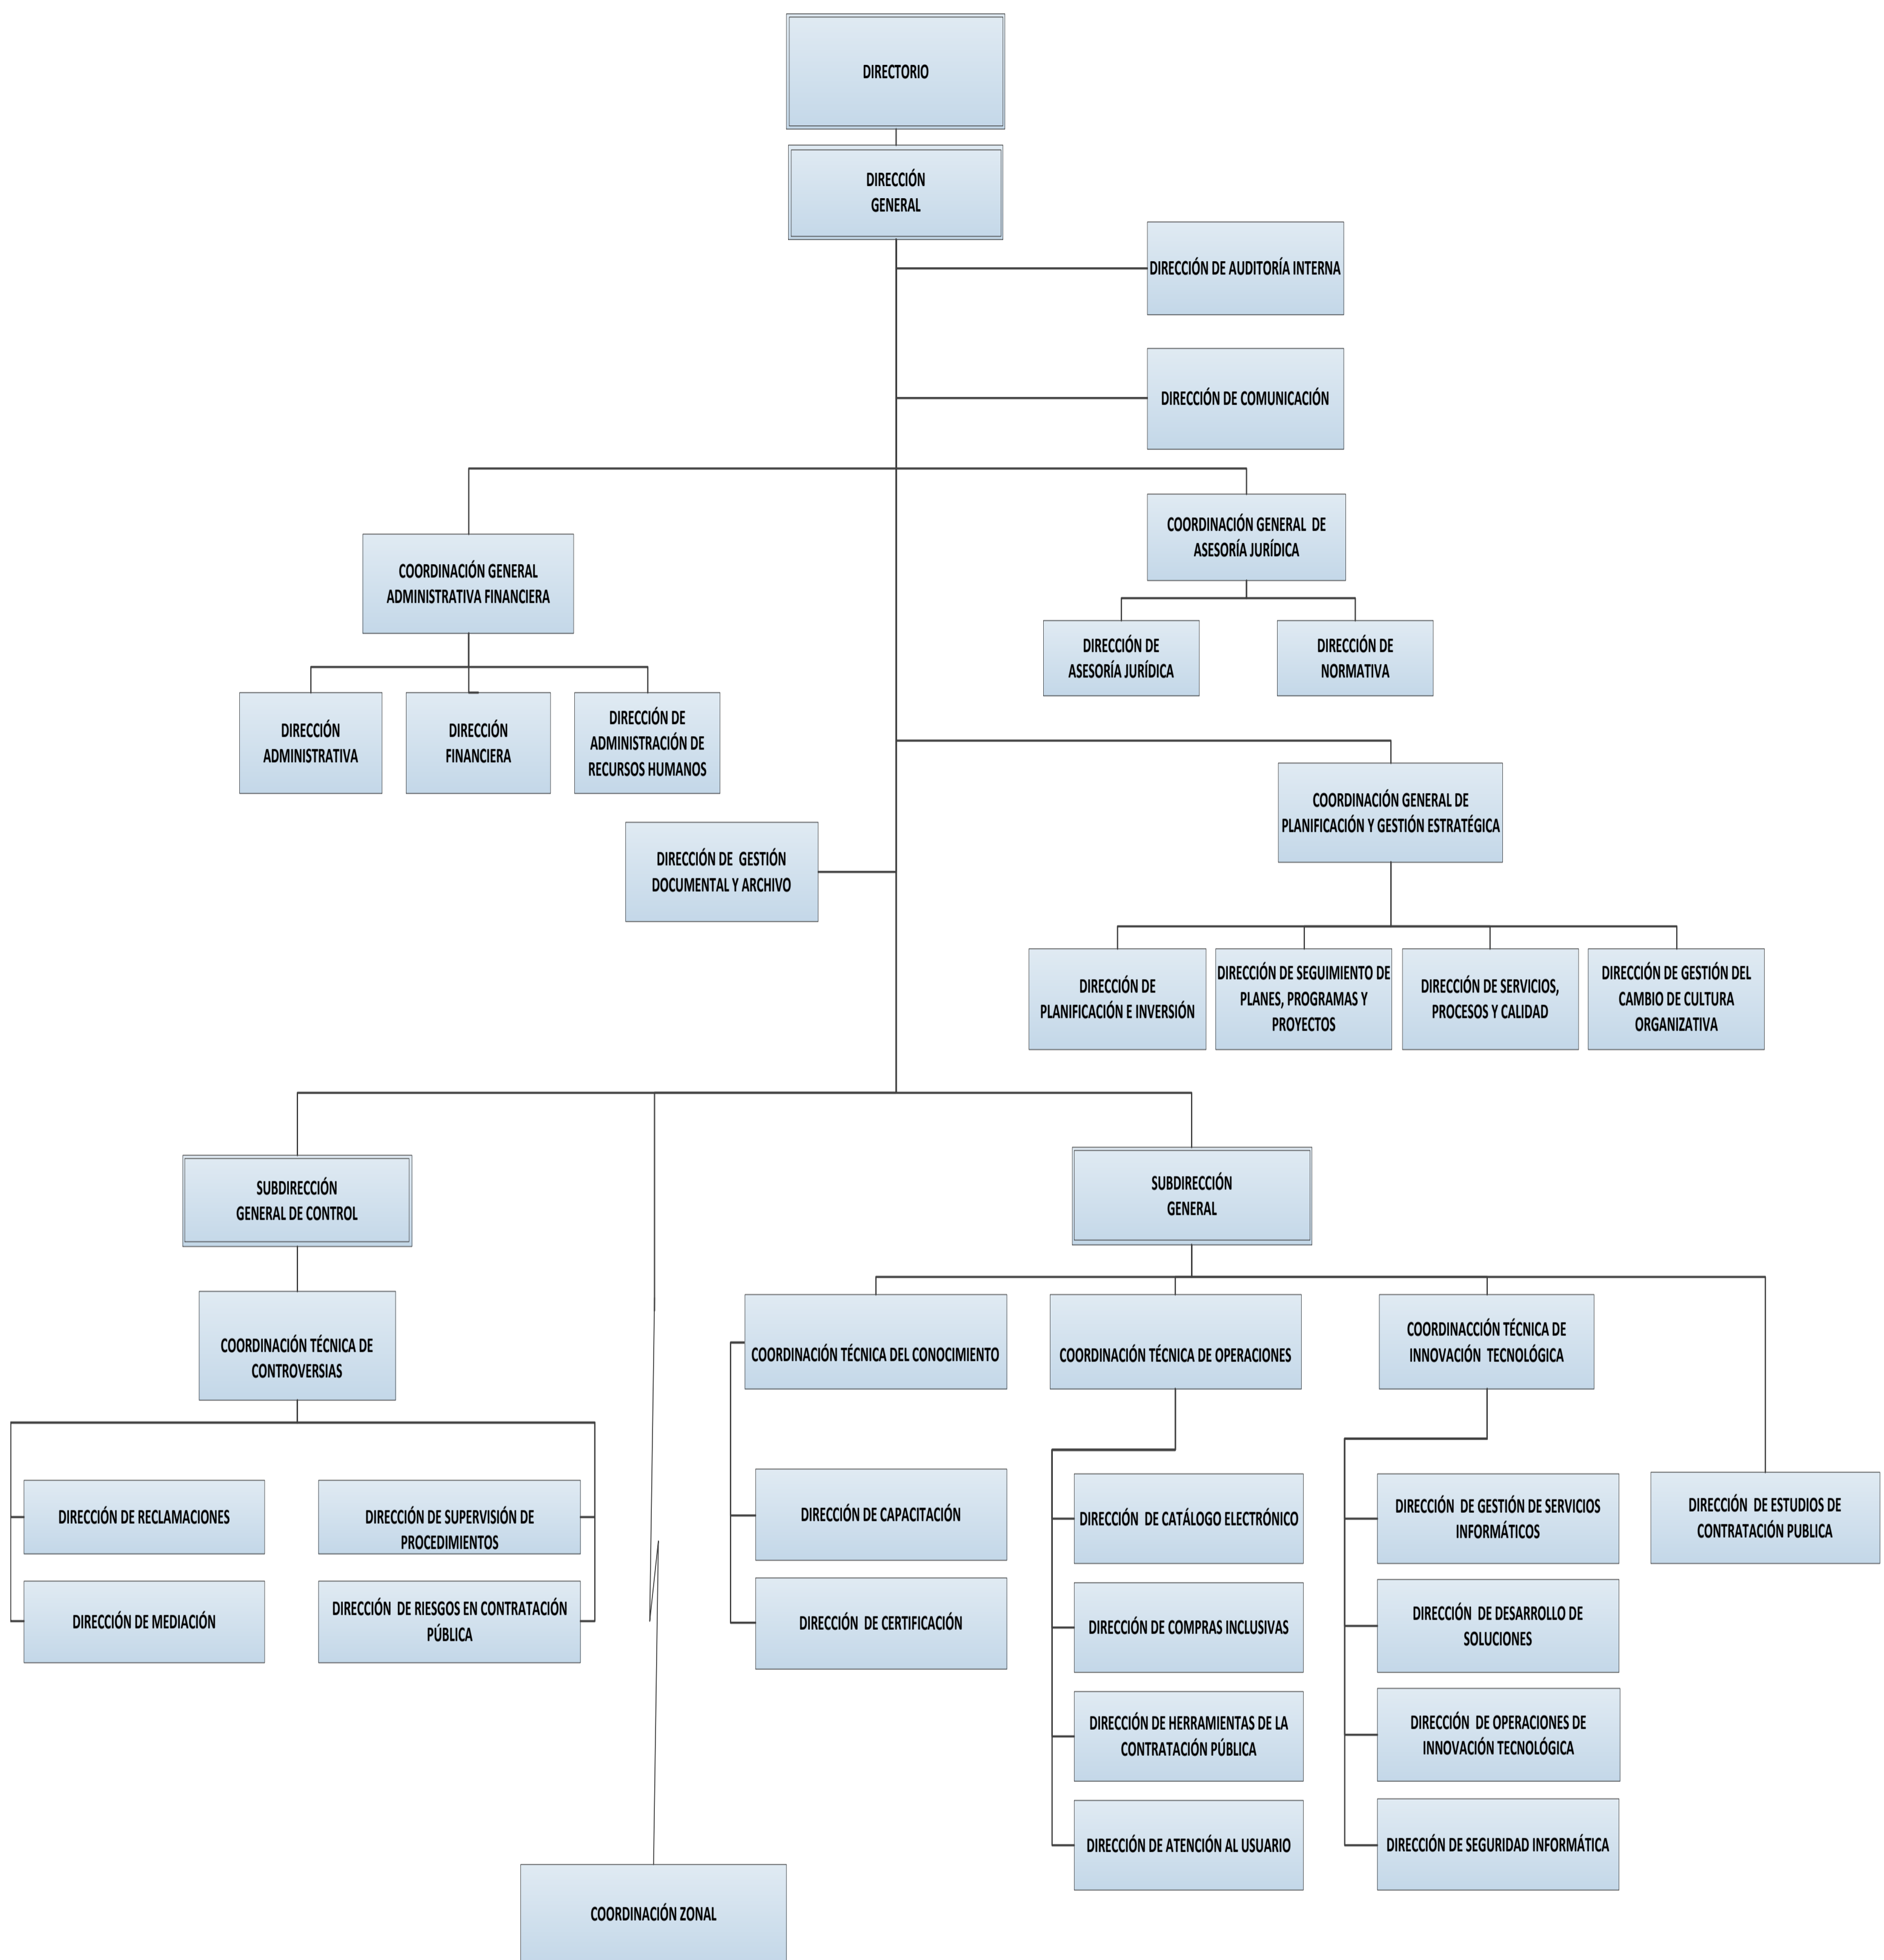 DIRECTORIO
DIRECCIÓN
GENERAL
DIRECCIÓN DE AUDITORÍA INTERNA
DIRECCIÓN DE COMUNICACIÓN
COORDINACIÓN GENERAL DE
ASESORÍA JURÍDICA
COORDINACIÓN GENERAL
ADMINISTRATIVA FINANCIERA
DIRECCIÓN DE
ASESORÍA JURÍDICA
DIRECCIÓN DE
NORMATIVA
DIRECCIÓN
ADMINISTRATIVA
DIRECCIÓN
FINANCIERA
DIRECCIÓN DE
ADMINISTRACIÓN DE
RECURSOS HUMANOS
COORDINACIÓN GENERAL DE
PLANIFICACIÓN Y GESTIÓN ESTRATÉGICA
DIRECCIÓN DE GESTIÓN
DOCUMENTAL Y ARCHIVO
DIRECCIÓN DE
PLANIFICACIÓN E INVERSIÓN
DIRECCIÓN DE SEGUIMIENTO DE
PLANES, PROGRAMAS Y
PROYECTOS
DIRECCIÓN DE SERVICIOS,
PROCESOS Y CALIDAD
DIRECCIÓN DE GESTIÓN DEL
CAMBIO DE CULTURA
ORGANIZATIVA
SUBDIRECCIÓN
GENERAL DE CONTROL
SUBDIRECCIÓN
GENERAL
COORDINACIÓN TÉCNICA DE
CONTROVERSIAS
COORDINACIÓN TÉCNICA DEL CONOCIMIENTO
COORDINACIÓN TÉCNICA DE OPERACIONES
COORDINACCIÓN TÉCNICA DE
INNOVACIÓN TECNOLÓGICA
DIRECCIÓN DE RECLAMACIONES
DIRECCIÓN DE SUPERVISIÓN DE
PROCEDIMIENTOS
DIRECCIÓN DE MEDIACIÓN
DIRECCIÓN DE RIESGOS EN CONTRATACIÓN
PÚBLICA
DIRECCIÓN DE CAPACITACIÓN
DIRECCIÓN DE CERTIFICACIÓN
DIRECCIÓN DE CATÁLOGO ELECTRÓNICO
DIRECCIÓN DE COMPRAS INCLUSIVAS
DIRECCIÓN DE HERRAMIENTAS DE LA
CONTRATACIÓN PÚBLICA
DIRECCIÓN DE ATENCIÓN AL USUARIO
DIRECCIÓN DE GESTIÓN DE SERVICIOS
INFORMÁTICOS
DIRECCIÓN DE DESARROLLO DE
SOLUCIONES
DIRECCIÓN DE OPERACIONES DE
INNOVACIÓN TECNOLÓGICA
DIRECCIÓN DE SEGURIDAD INFORMÁTICA
DIRECCIÓN DE ESTUDIOS DE
CONTRATACIÓN PUBLICA
COORDINACIÓN ZONAL